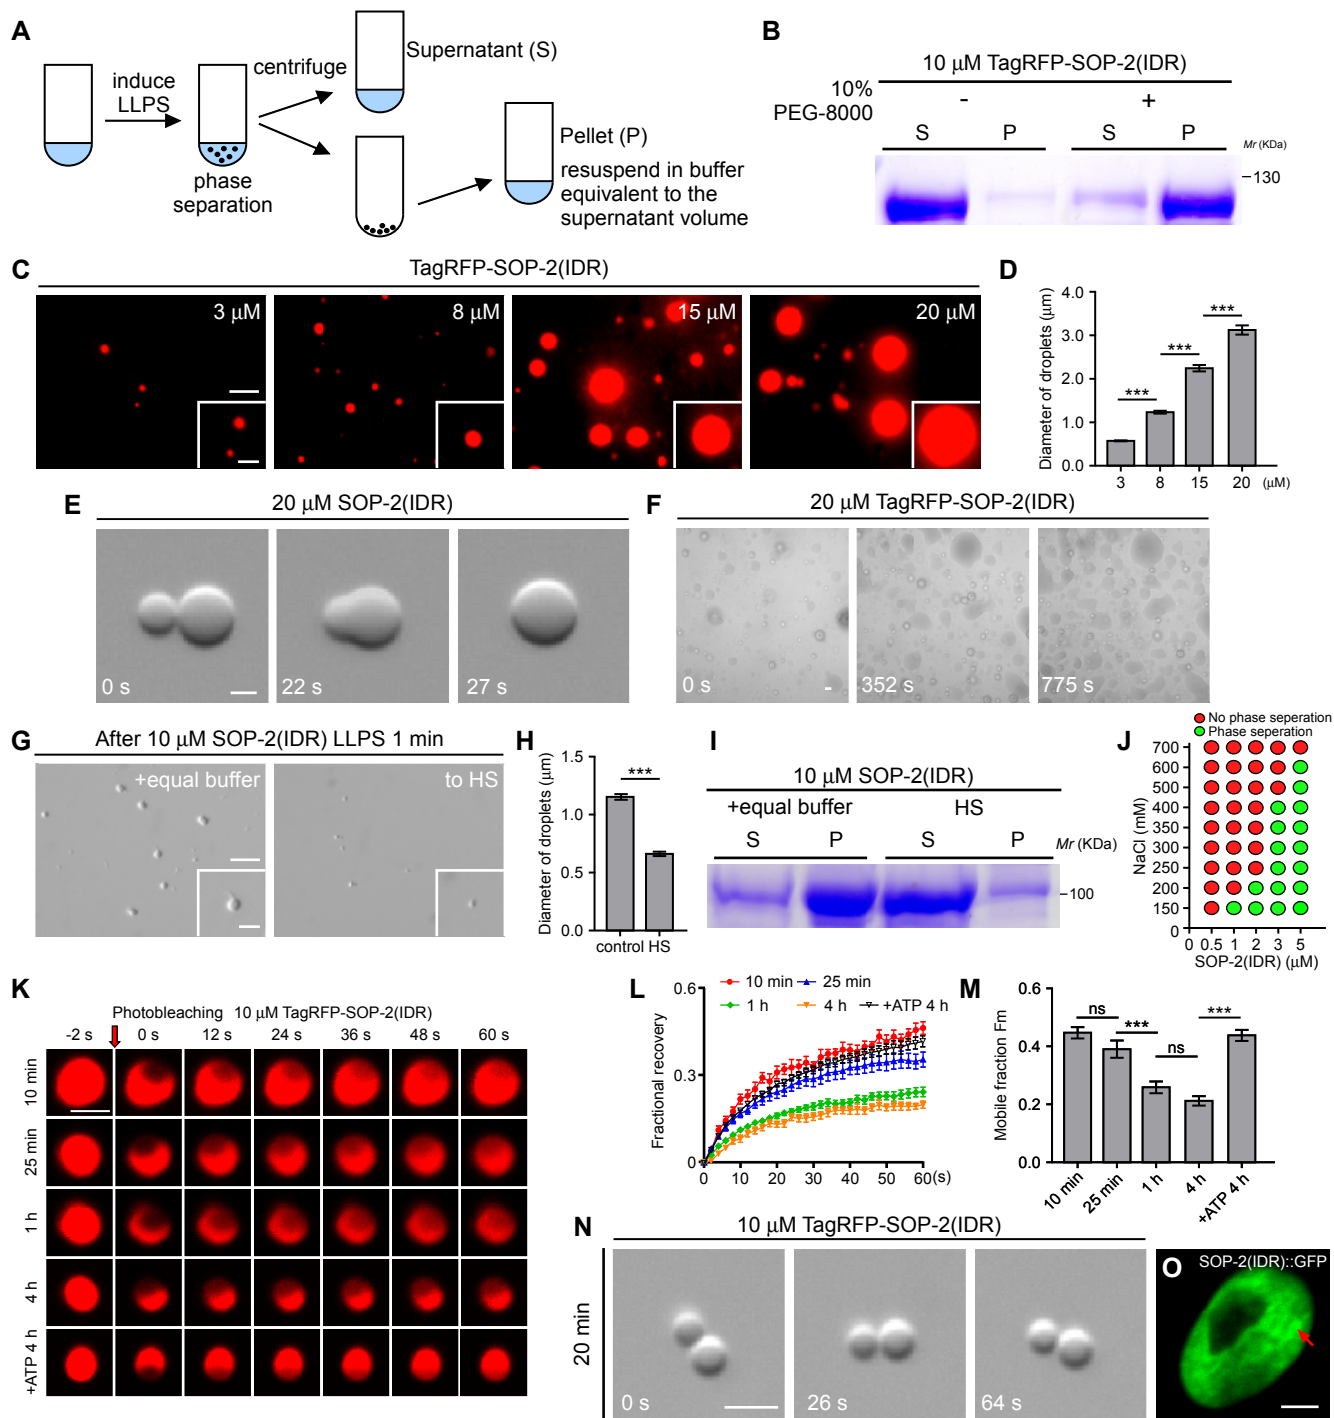 A
induce
LLPS
centrifuge
Supernatant (S)
phase
separation
Pellet (P)
resuspend in buffer
equivalent to the
supernatant volume
B
10 μM TagRFP-SOP-2(IDR)
10%
PEG-8000
- +
S P S P
Mr (KDa)
130
C
TagRFP-SOP-2(IDR)
3 μM 8 μM 15 μM 20 μM
D
Diameter of droplets (μm)
4.0
3.0
2.0
1.0
0.0
*** *** ***
3 8 15 20 (μM)
E
20 μM SOP-2(IDR)
0 s 22 s 27 s
F
20 μM TagRFP-SOP-2(IDR)
0 s 352 s 775 s
G
After 10 μM SOP-2(IDR) LLPS 1 min
+equal buffer to HS
H
Diameter of droplets (μm)
1.5
1.0
0.5
0.0
***
control HS
I
10 μM SOP-2(IDR)
+equal buffer HS
S P S P Mr (KDa)
100
J
No phase seperation
Phase seperation
NaCl (mM)
700
600
500
400
350
300
250
200
150
0
0 0.5 1 2 3 5
SOP-2(IDR) (μM)
K
Photobleaching 10 μM TagRFP-SOP-2(IDR)
-2 s 0 s 12 s 24 s 36 s 48 s 60 s
10 min
25 min
1 h
4 h
+ATP 4 h
L
Fractional recovery
0.6
0.3
0
10 min 25 min
1 h 4 h +ATP 4 h
0 10 20 30 40 50 60(s)
M
Mobile fraction Fm
0.6
0.4
0.2
0.0
ns *** ns ***
10 min 25 min 1 h 4 h +ATP 4 h
N
10 μM TagRFP-SOP-2(IDR)
20 min
0 s 26 s 64 s
O
SOP-2(IDR)::GFP